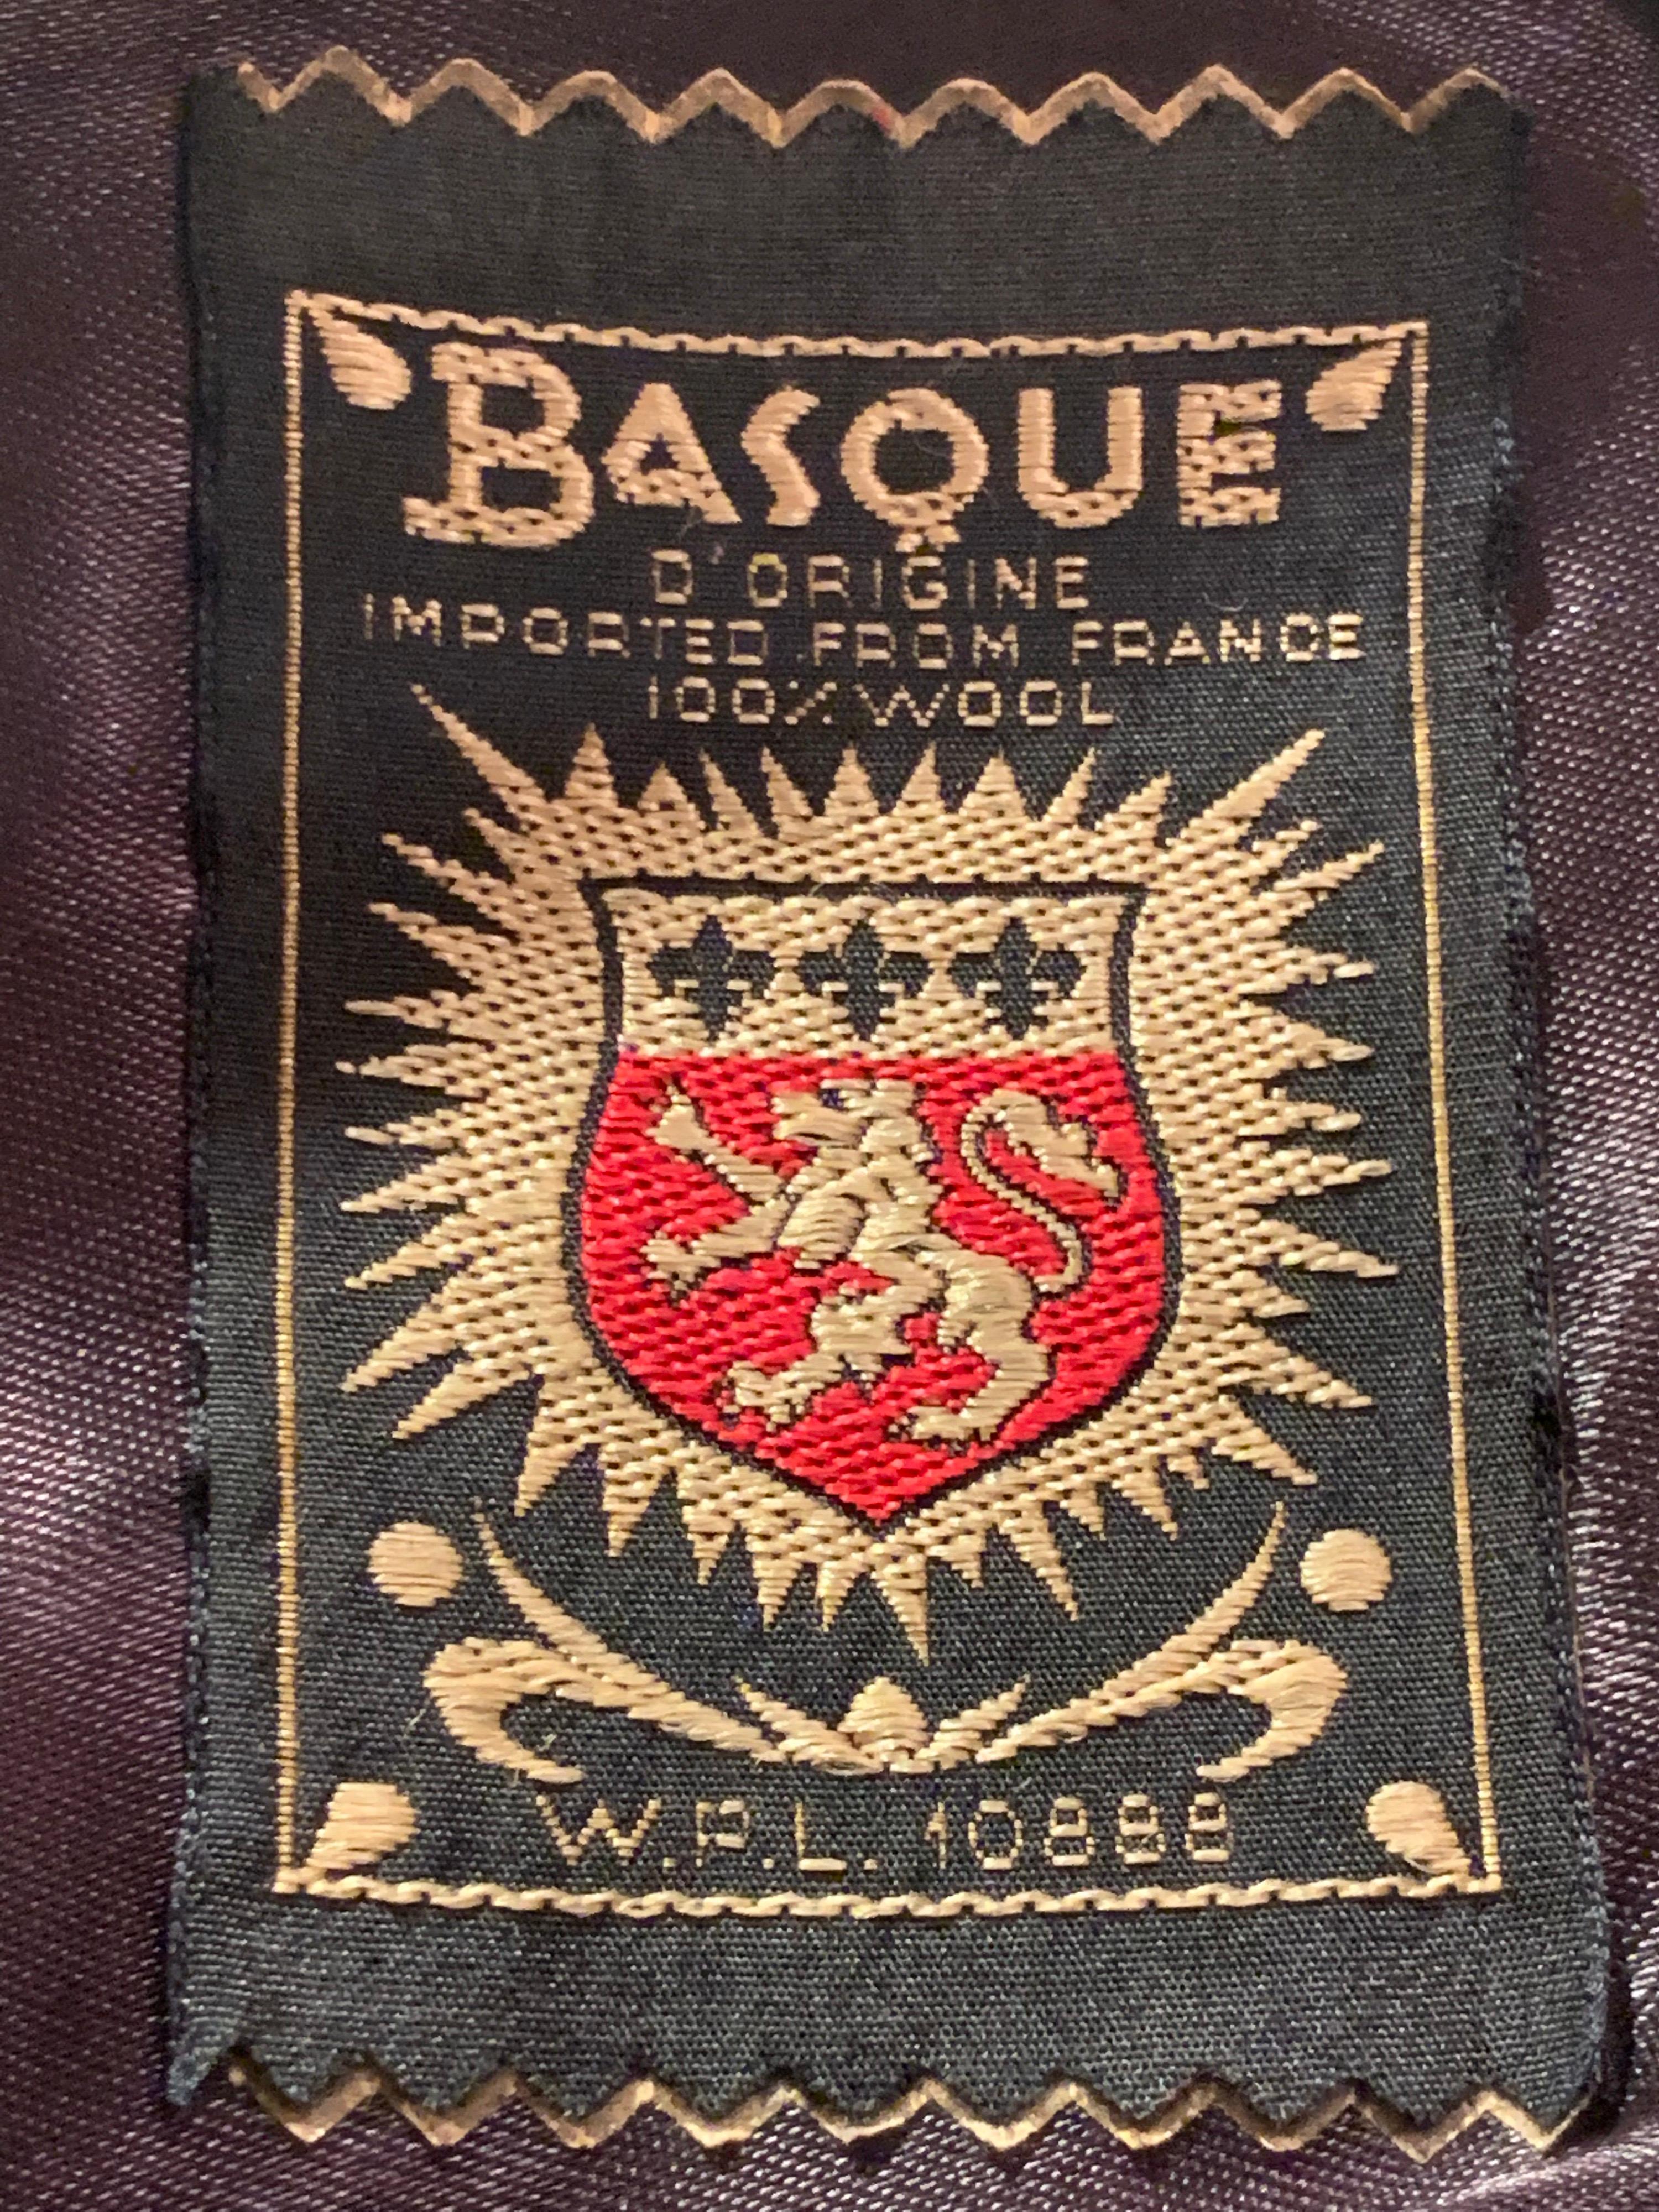 BASQUE
D'ORIGINE
IMPORTED FROM FRANCE
100% WOOL
W.P.L. 10888